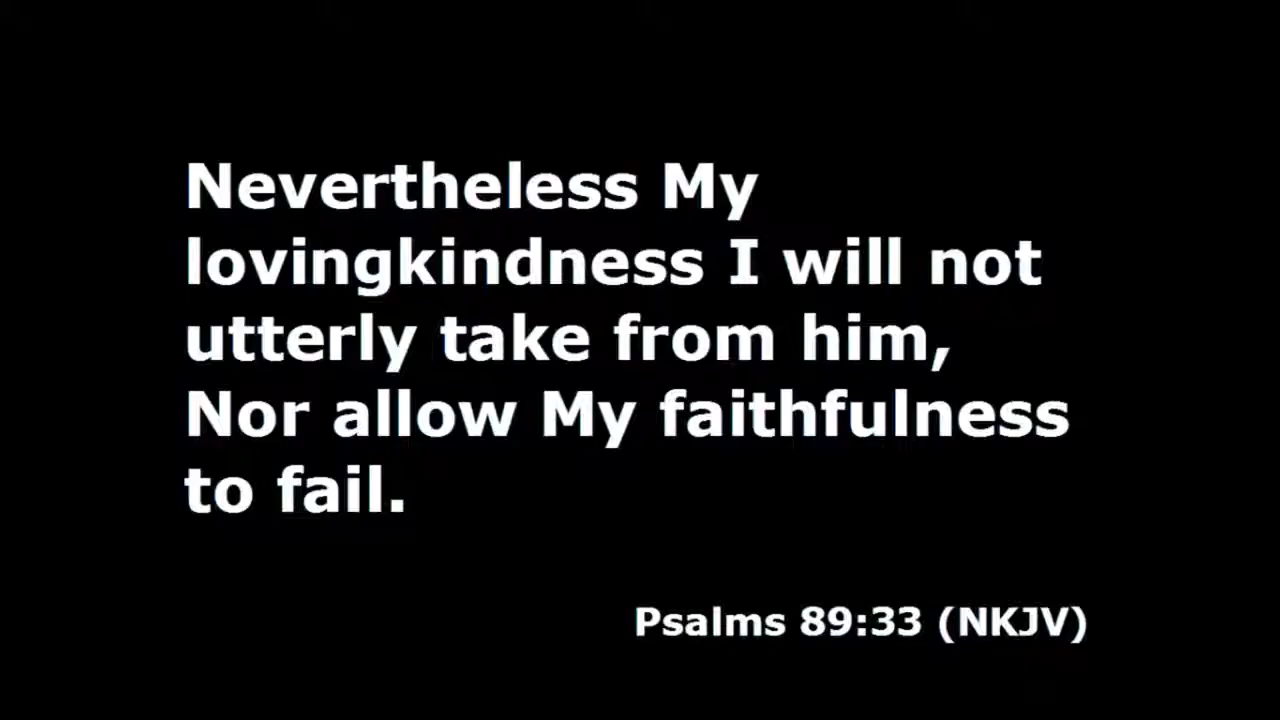 Nevertheless My
lovingkindness I will not
utterly take from him,
Nor allow My faithfulness
to fail.
Psalms 89:33 (NKJV)